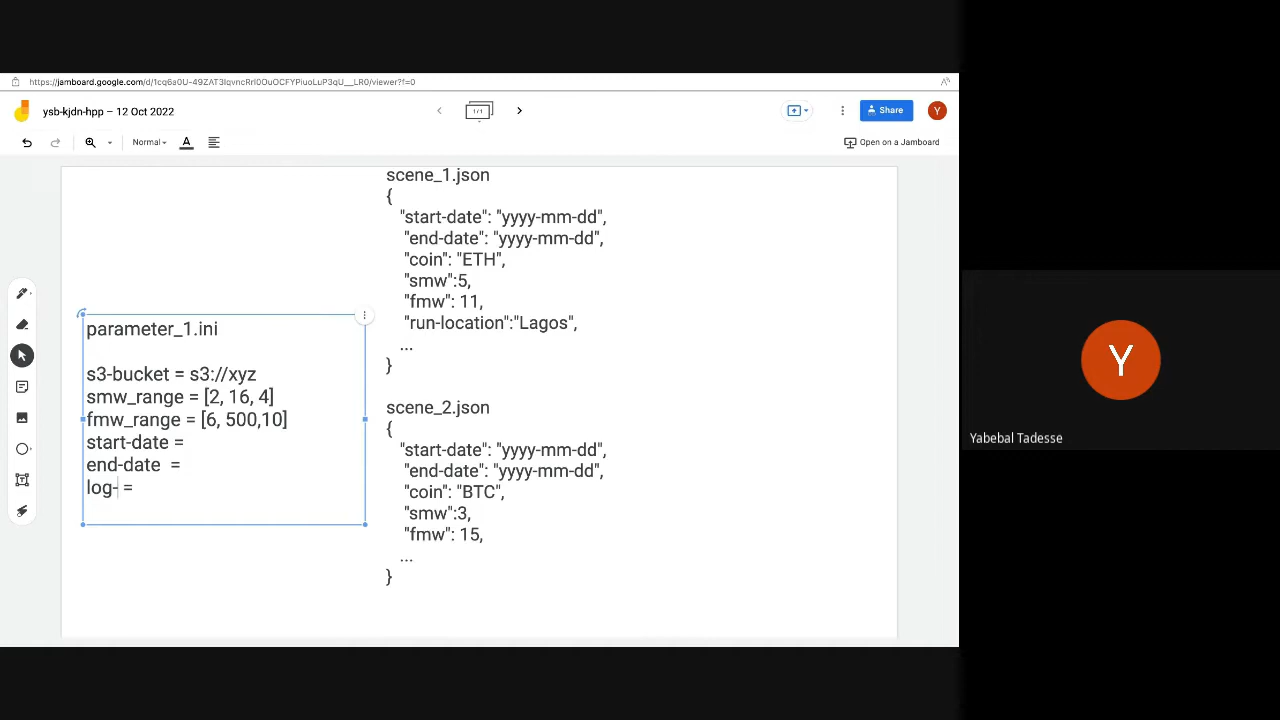 https://jamboard.google.com/d/1cq6a0U-49ZAT3IqvncRrI0OuOCFYPiuoLuP3qU__LR0/viewer?f=0
ysb-kjdn-hpp – 12 Oct 2022
1/1
Share
Y
Normal
A
Open on a Jamboard
scene_1.json
{
"start-date": "yyyy-mm-dd",
"end-date": "yyyy-mm-dd",
"coin": "ETH",
"smw":5,
"fmw": 11,
"run-location":"Lagos",
...
}
parameter_1.ini
s3-bucket = s3://xyz
smw_range = [2, 16, 4]
fmw_range = [6, 500,10]
start-date =
end-date  =
log- =
scene_2.json
{
"start-date": "yyyy-mm-dd",
"end-date": "yyyy-mm-dd",
"coin": "BTC",
"smw":3,
"fmw": 15,
...
}
Y
Yabebal Tadesse